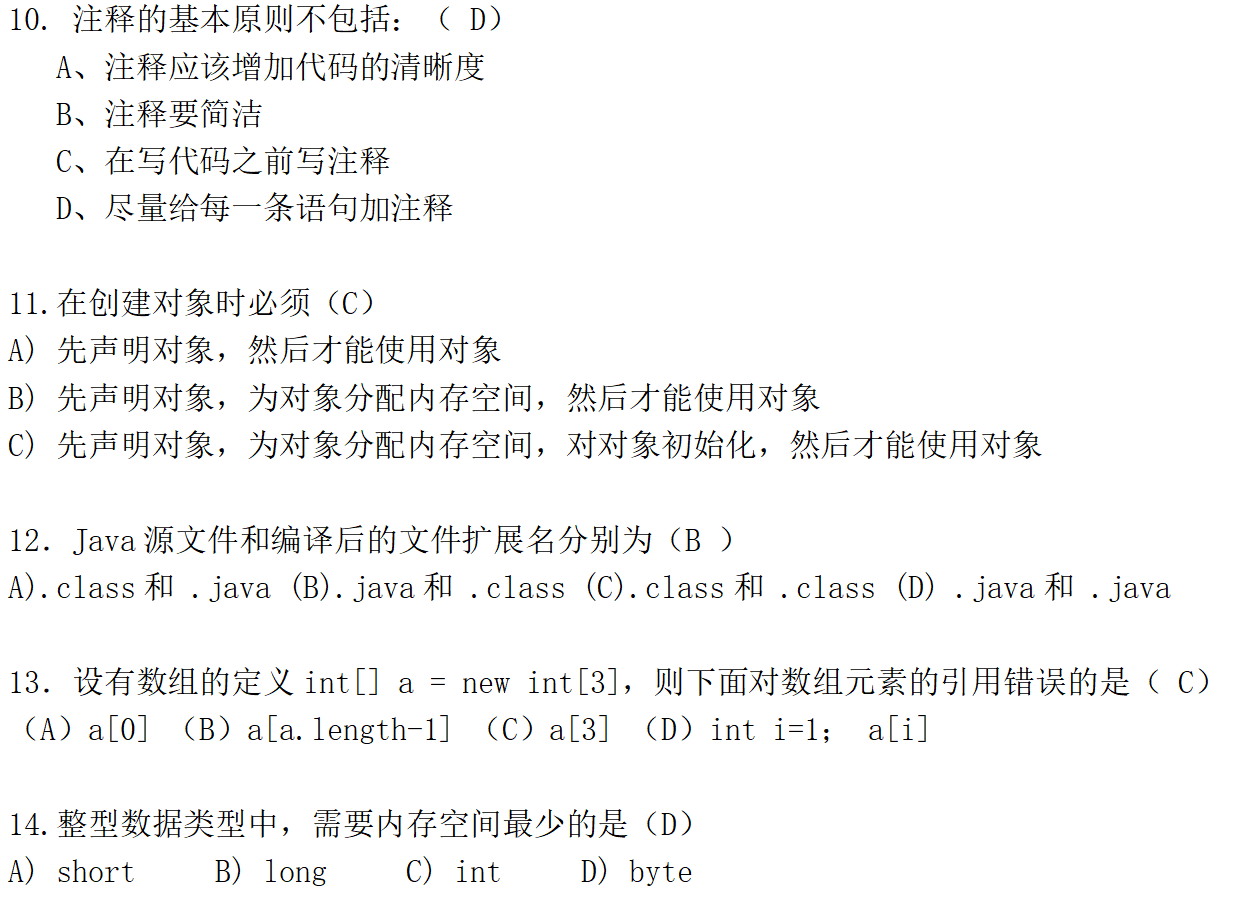 10. 注释的基本原则不包括：（ D）
A、注释应该增加代码的清晰度
B、注释要简洁
C、在写代码之前写注释
D、尽量给每一条语句加注释
11.在创建对象时必须（C）
A) 先声明对象，然后才能使用对象
B) 先声明对象，为对象分配内存空间，然后才能使用对象
C) 先声明对象，为对象分配内存空间，对对象初始化，然后才能使用对象
12．Java 源文件和编译后的文件扩展名分别为（B ）
A).class 和 .java (B).java 和 .class (C).class 和 .class (D) .java 和 .java
13．设有数组的定义 int[] a = new int[3]，则下面对数组元素的引用错误的是（ C）
（A）a[0] （B）a[a.length-1] （C）a[3] （D）int i=1； a[i]
14.整型数据类型中，需要内存空间最少的是（D）
A) short B) long C) int D) byte